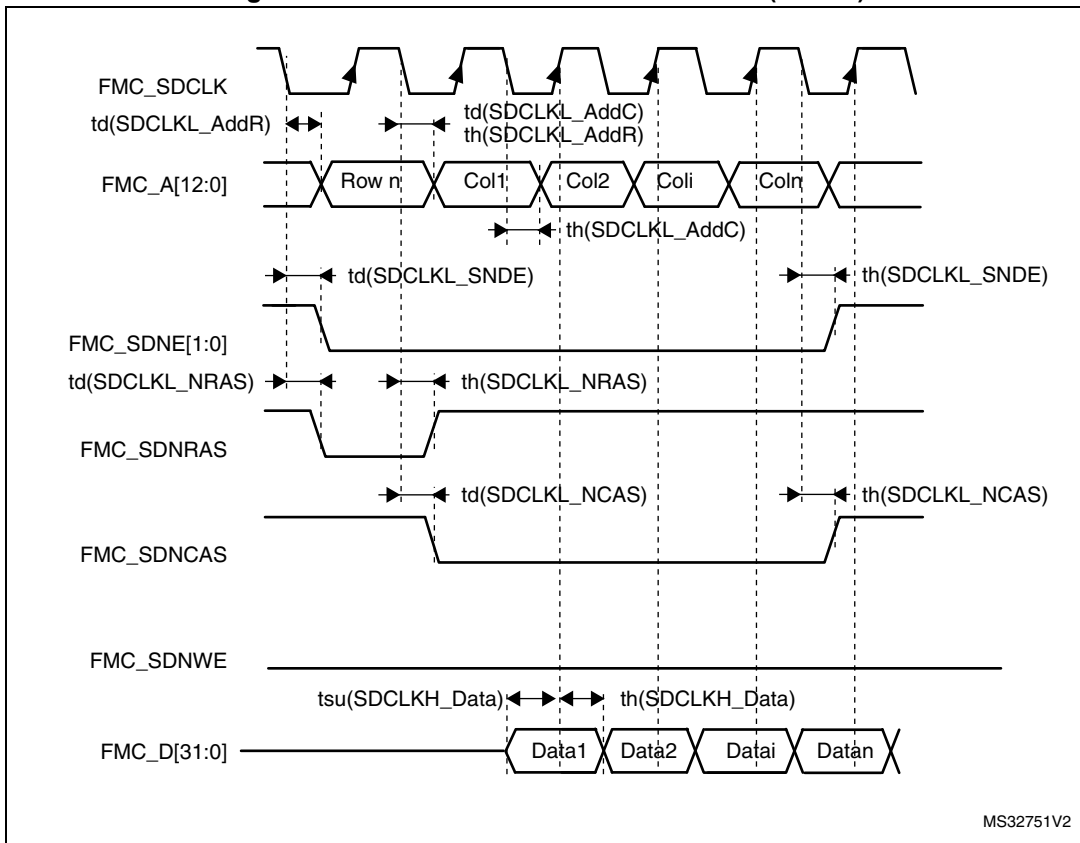 FMC_SDCLK
td(SDCLKL_AddR)
td(SDCLKL_AddC)
th(SDCLKL_AddR)
FMC_A[12:0]
Row n
Col1
Col2
Coli
Coln
th(SDCLKL_AddC)
td(SDCLKL_SNDE)
th(SDCLKL_SNDE)
FMC_SDNE[1:0]
td(SDCLKL_NRAS)
th(SDCLKL_NRAS)
FMC_SDNRAS
td(SDCLKL_NCAS)
th(SDCLKL_NCAS)
FMC_SDNCAS
FMC_SDNWE
tsu(SDCLKH_Data)
th(SDCLKH_Data)
FMC_D[31:0]
Data1
Data2
Datai
Datan
MS32751V2